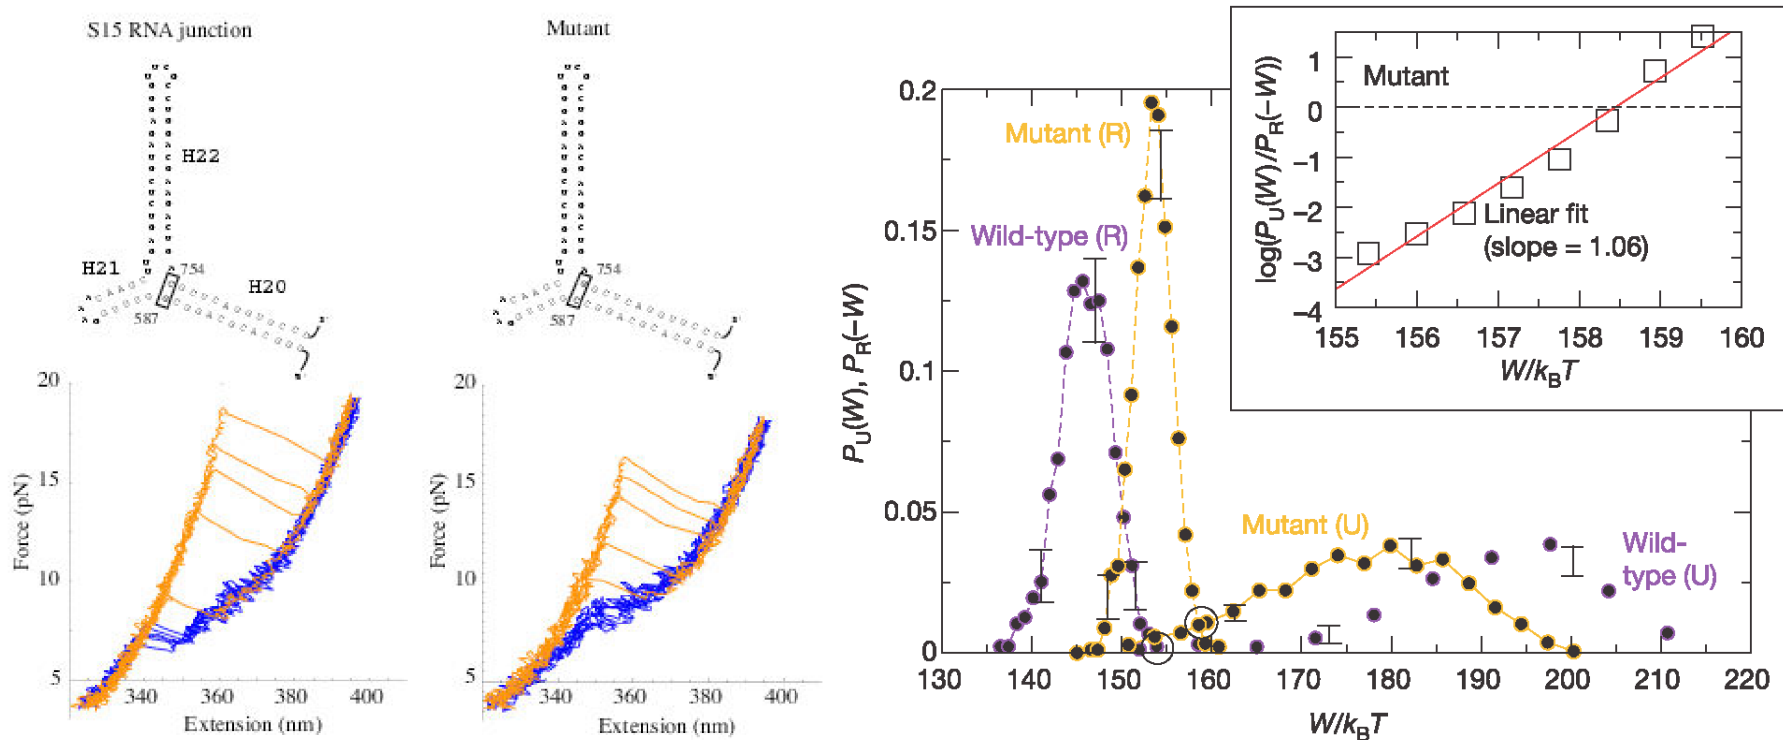 S15 RNA junction
Mutant
H22
H21
754
H20
587
754
587
20
15
10
5
Force (pN)
340
360
380
400
Extension (nm)
20
15
10
5
Force (pN)
340
360
380
400
Extension (nm)
0.2
0.15
0.1
0.05
0
P_U(W), P_R(–W)
Mutant (R)
Wild-type (R)
Mutant (U)
Wild-
type (U)
130
140
150
160
170
180
190
200
210
220
W/k_BT
1
0
–1
–2
–3
–4
log(P_U(W)/P_R(–W))
Mutant
Linear fit
(slope = 1.06)
155
156
157
158
159
160
W/k_BT